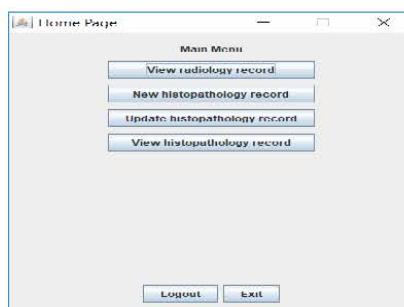 Home Page
Main Menu
View radiology record
New histopathology record
Update histopathology record
View histopathology record
Logout Exit